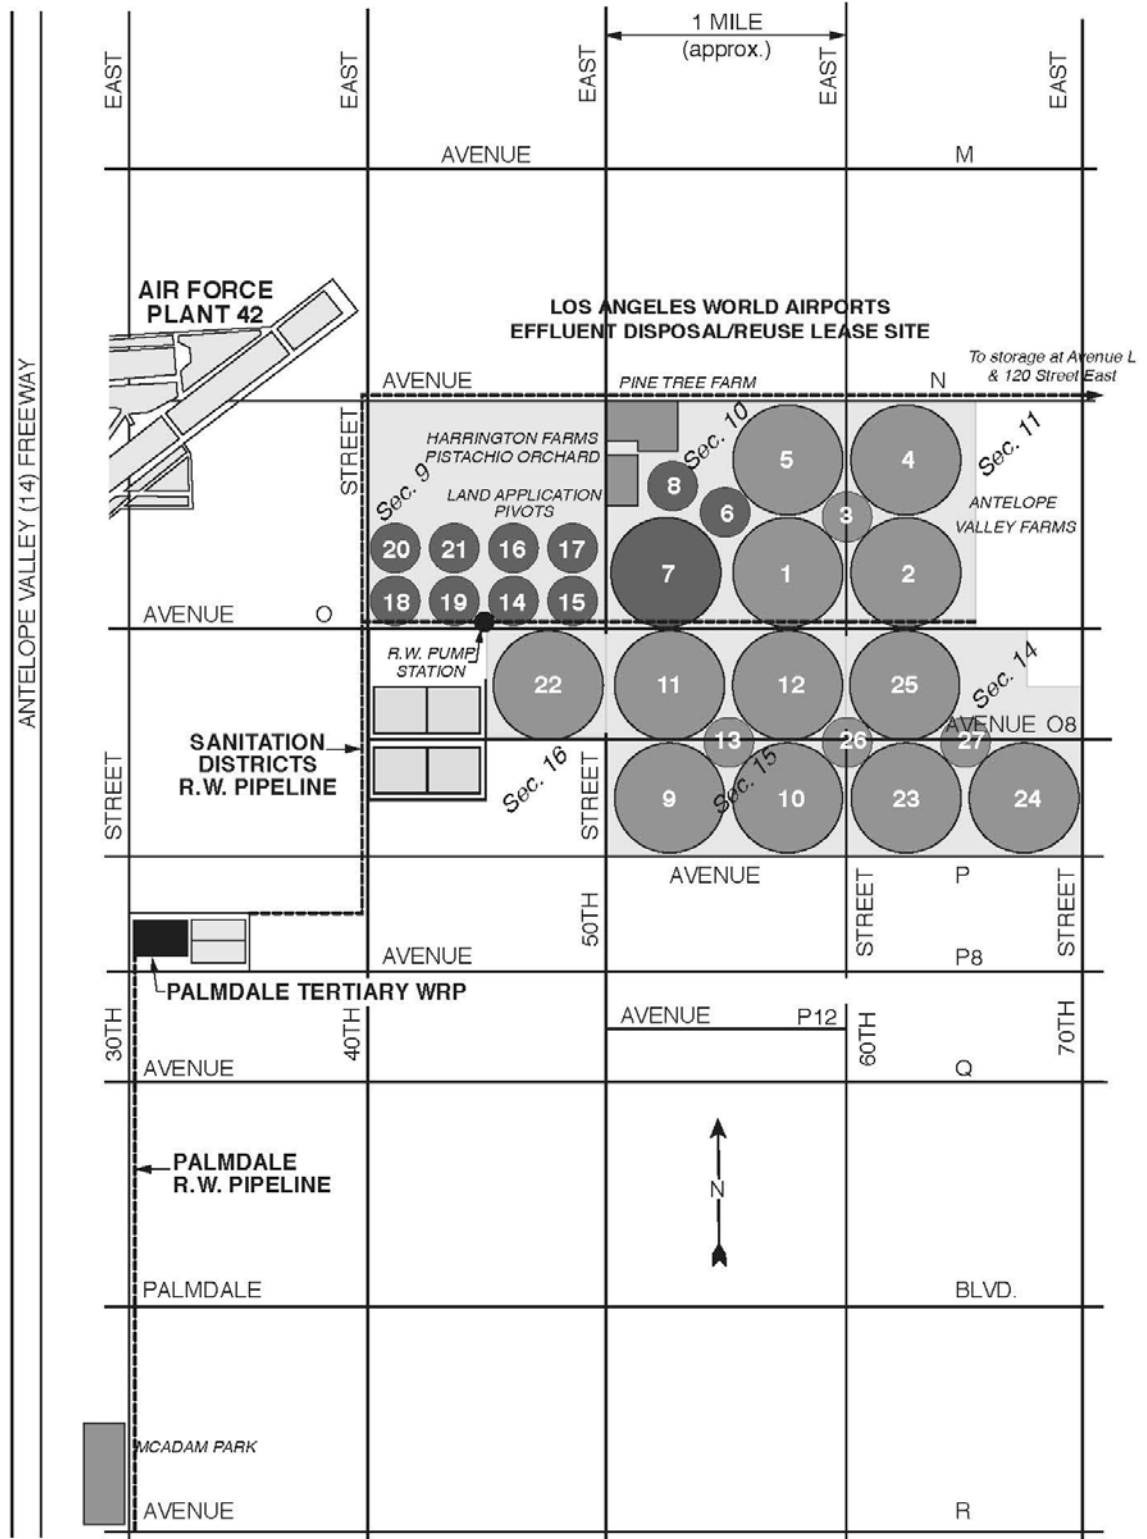 1 MILE
(approx.)
EAST
EAST
EAST
EAST
EAST
AVENUE M
AIR FORCE
PLANT 42
LOS ANGELES WORLD AIRPORTS
EFFLUENT DISPOSAL/REUSE LEASE SITE
To storage at Avenue L
& 120 Street East
AVENUE N
PINE TREE FARM
ANTELOPE VALLEY (14) FREEWAY
STREET
HARRINGTON FARMS
PISTACHIO ORCHARD
Sec. 9
Sec. 10
Sec. 11
LAND APPLICATION
PIVOTS
ANTELOPE
VALLEY FARMS
5
4
8
6
3
20
21
16
17
7
1
2
18
19
14
15
AVENUE O
R.W. PUMP
STATION
22
11
12
25
Sec. 14
AVENUE O8
13
26
27
SANITATION
DISTRICTS
R.W. PIPELINE
Sec. 16
Sec. 15
STREET
STREET
9
10
23
24
AVENUE P
STREET
STREET
50TH
AVENUE P8
PALMDALE TERTIARY WRP
30TH
40TH
AVENUE P12
60TH
70TH
AVENUE Q
PALMDALE
R.W. PIPELINE
N
PALMDALE BLVD.
MCADAM PARK
AVENUE R